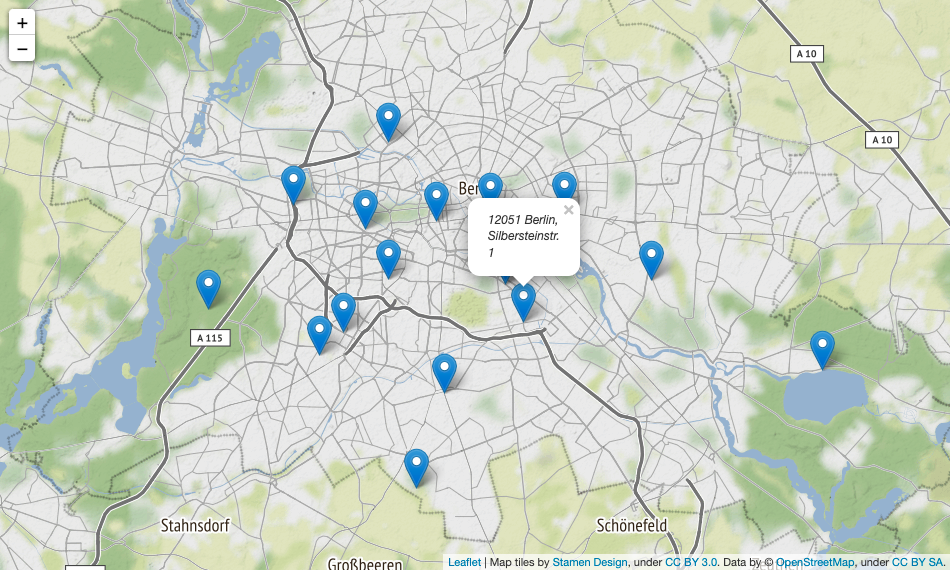 +
−
A 10
A 10
Ber
×
12051 Berlin,
Silbersteinstr.
1
A 115
Stahnsdorf
Schönefeld
Großbeeren
Leaflet | Map tiles by Stamen Design, under CC BY 3.0. Data by © OpenStreetMap, under CC BY SA.